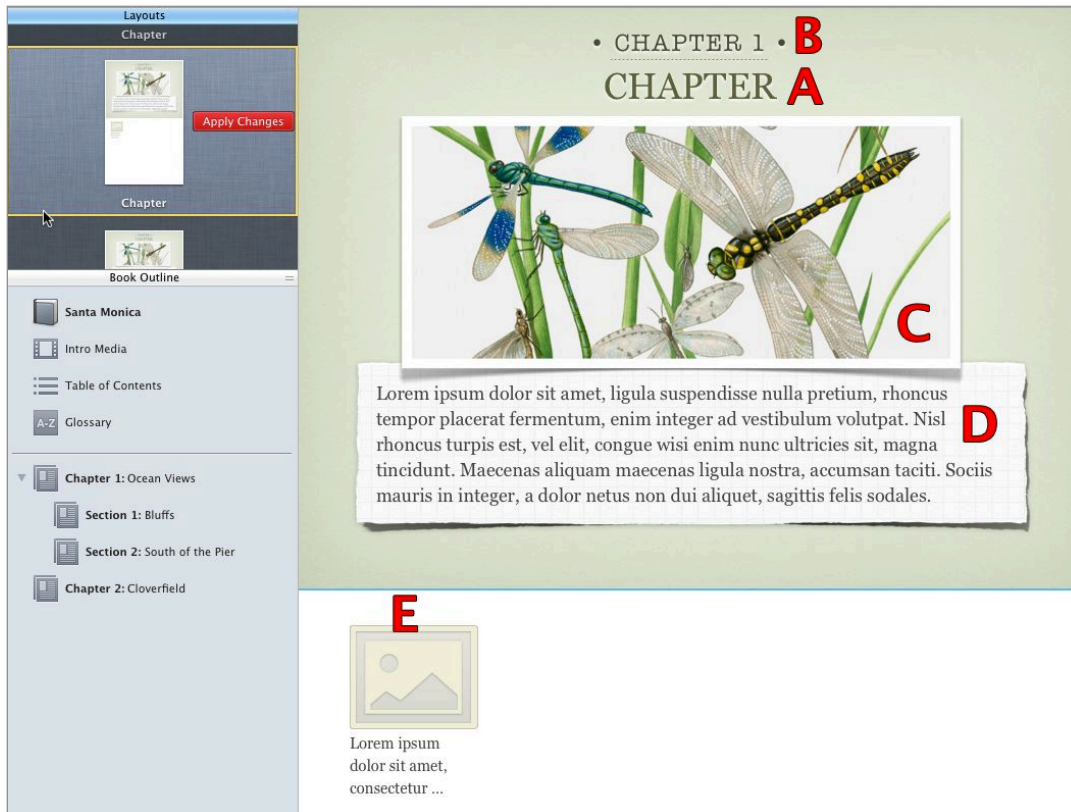 Layouts
Chapter
Apply Changes
Chapter
Book Outline
Santa Monica
Intro Media
Table of Contents
A-Z Glossary
Chapter 1: Ocean Views
Section 1: Bluffs
Section 2: South of the Pier
Chapter 2: Cloverfield
• CHAPTER 1 • B
CHAPTER A
C
Lorem ipsum dolor sit amet, ligula suspendisse nulla pretium, rhoncus
tempor placerat fermentum, enim integer ad vestibulum volutpat. Nisl
D
rhoncus turpis est, vel elit, congue wisi enim nunc ultricies sit, magna
tincidunt. Maecenas aliquam maecenas ligula nostra, accumsan taciti. Sociis
mauris in integer, a dolor netus non dui aliquet, sagittis felis sodales.
E
Lorem ipsum
dolor sit amet,
consectetur ...